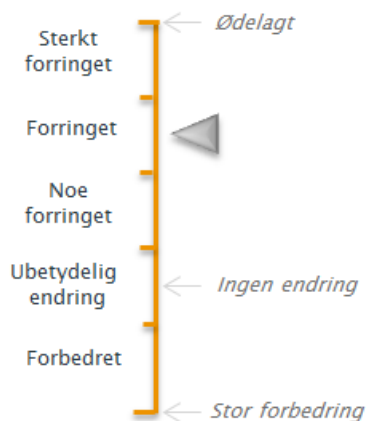 Ødelagt
Sterkt
forringet
Forringet
Noe
forringet
Ubetydelig
endring
Ingen endring
Forbedret
Stor forbedring